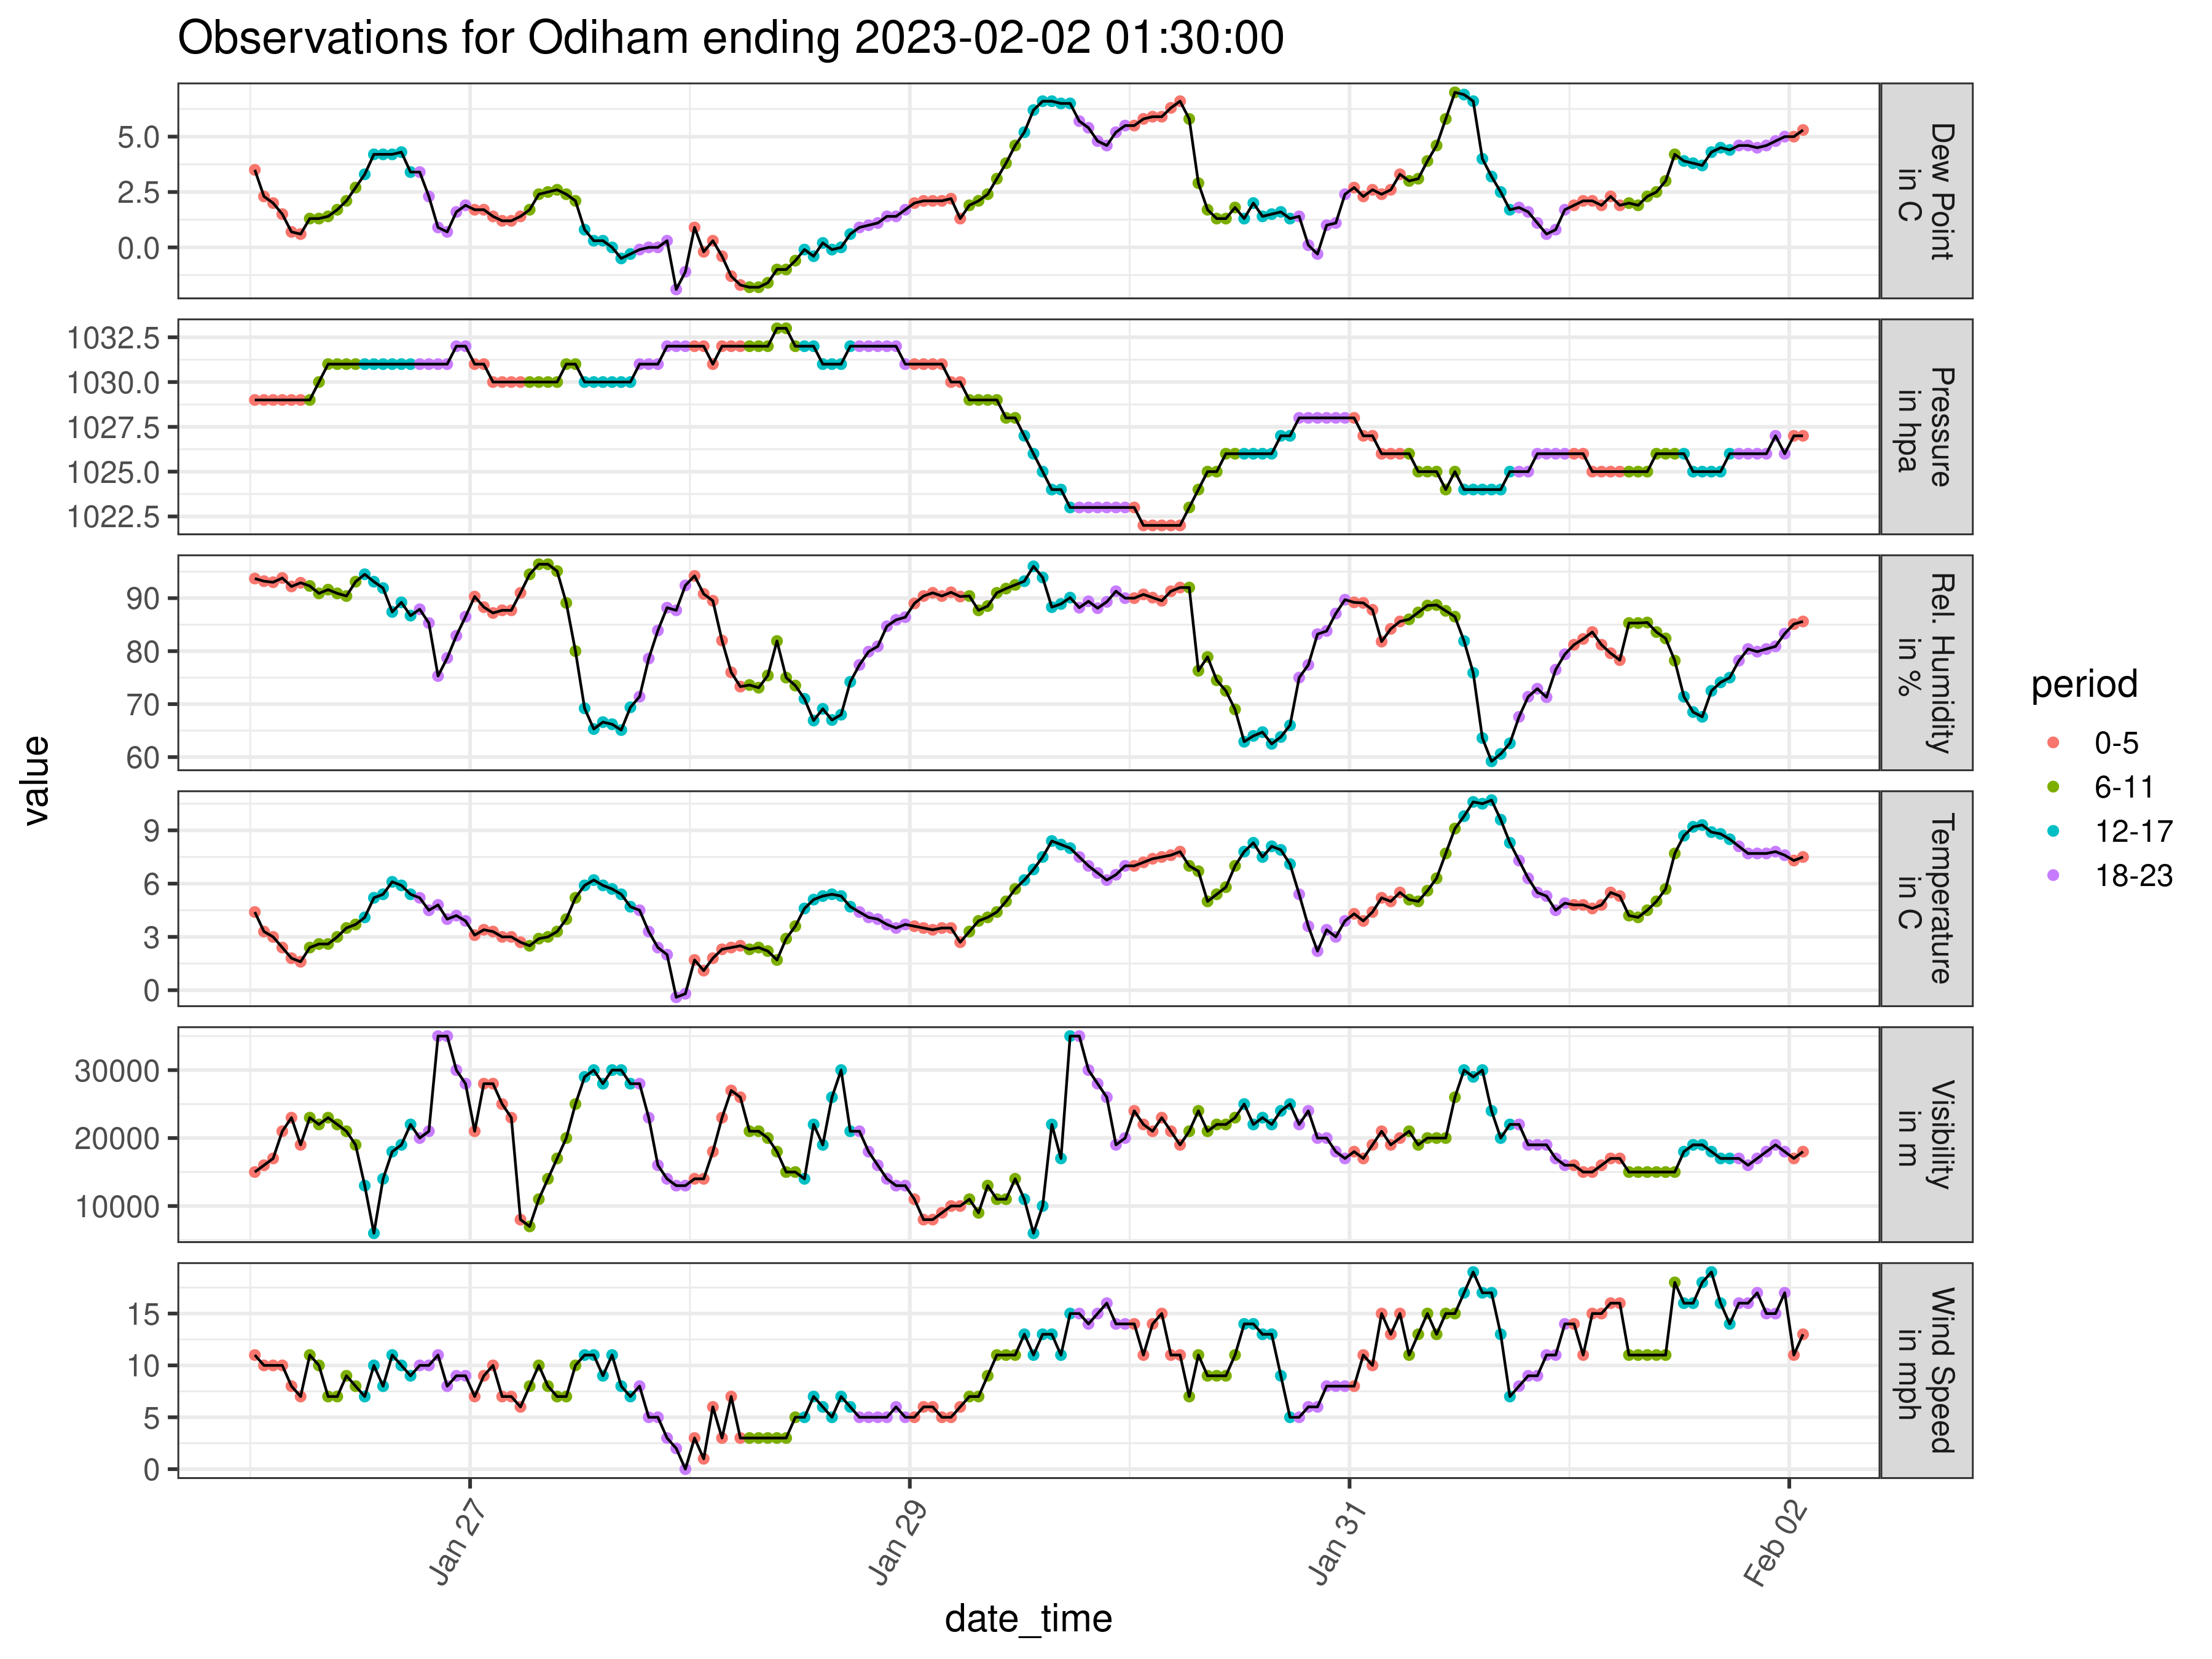 Observations for Odiham ending 2023-02-02 01:30:00
value
5.0
2.5
0.0
Dew Point
in C
1032.5
1030.0
1027.5
1025.0
1022.5
Pressure
in hpa
90
80
70
60
Rel. Humidity
in %
9
6
3
0
Temperature
in C
30000
20000
10000
Visibility
in m
15
10
5
0
Wind Speed
in mph
Jan 27
Jan 29
Jan 31
Feb 02
date_time
period
0-5
6-11
12-17
18-23